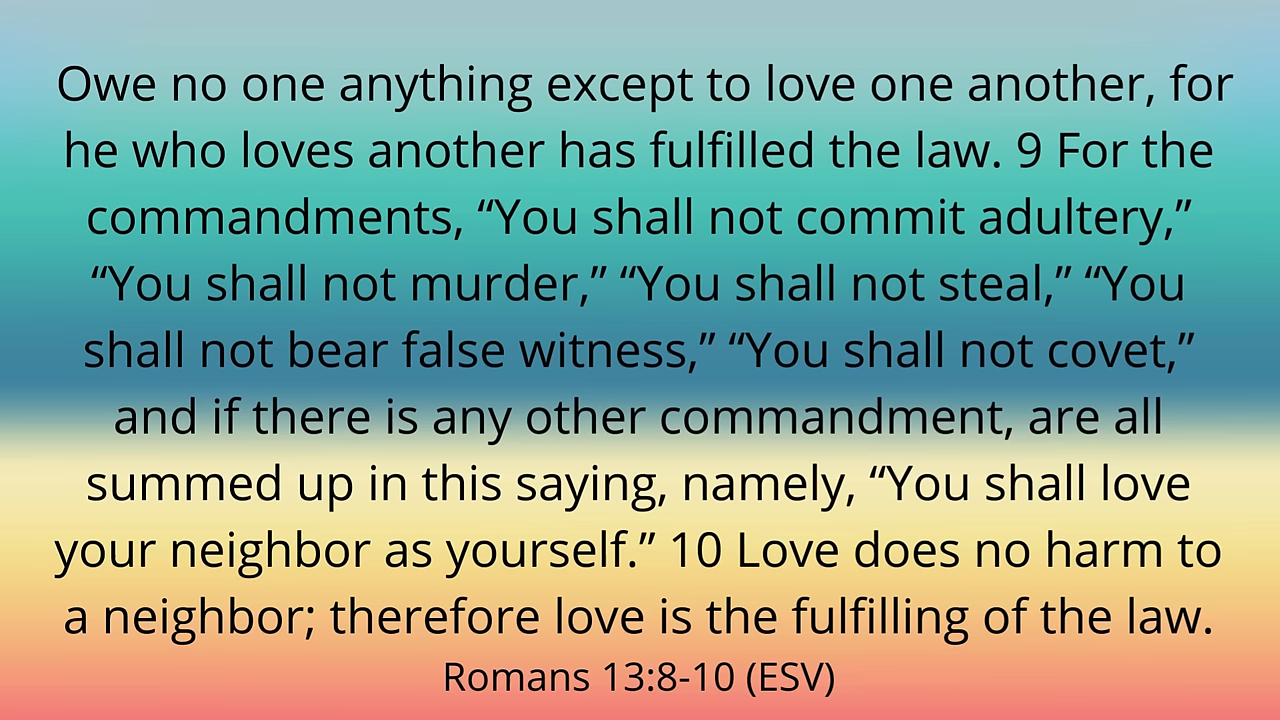 Owe no one anything except to love one another, for
he who loves another has fulfilled the law. 9 For the
commandments, “You shall not commit adultery,”
“You shall not murder,” “You shall not steal,” “You
shall not bear false witness,” “You shall not covet,”
and if there is any other commandment, are all
summed up in this saying, namely, “You shall love
your neighbor as yourself.” 10 Love does no harm to
a neighbor; therefore love is the fulfilling of the law.
Romans 13:8-10 (ESV)